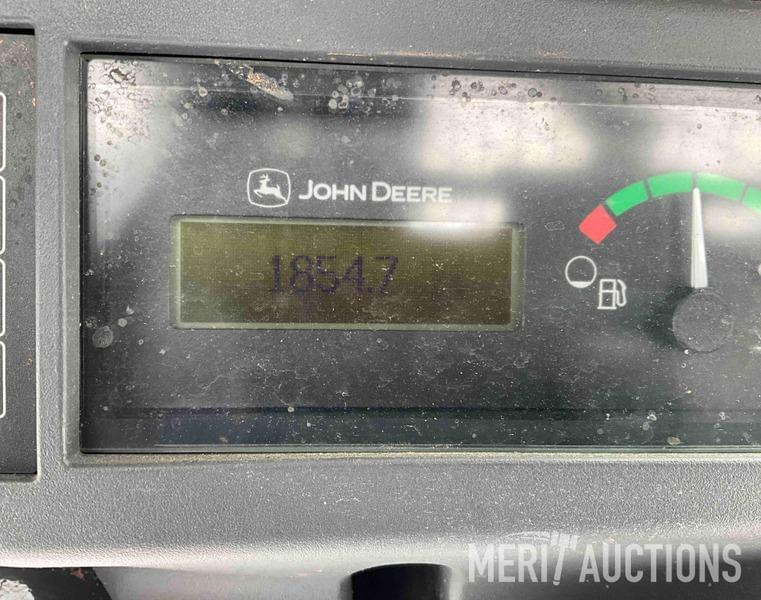 JOHN DEERE
1854.7
MERIT AUCTIONS